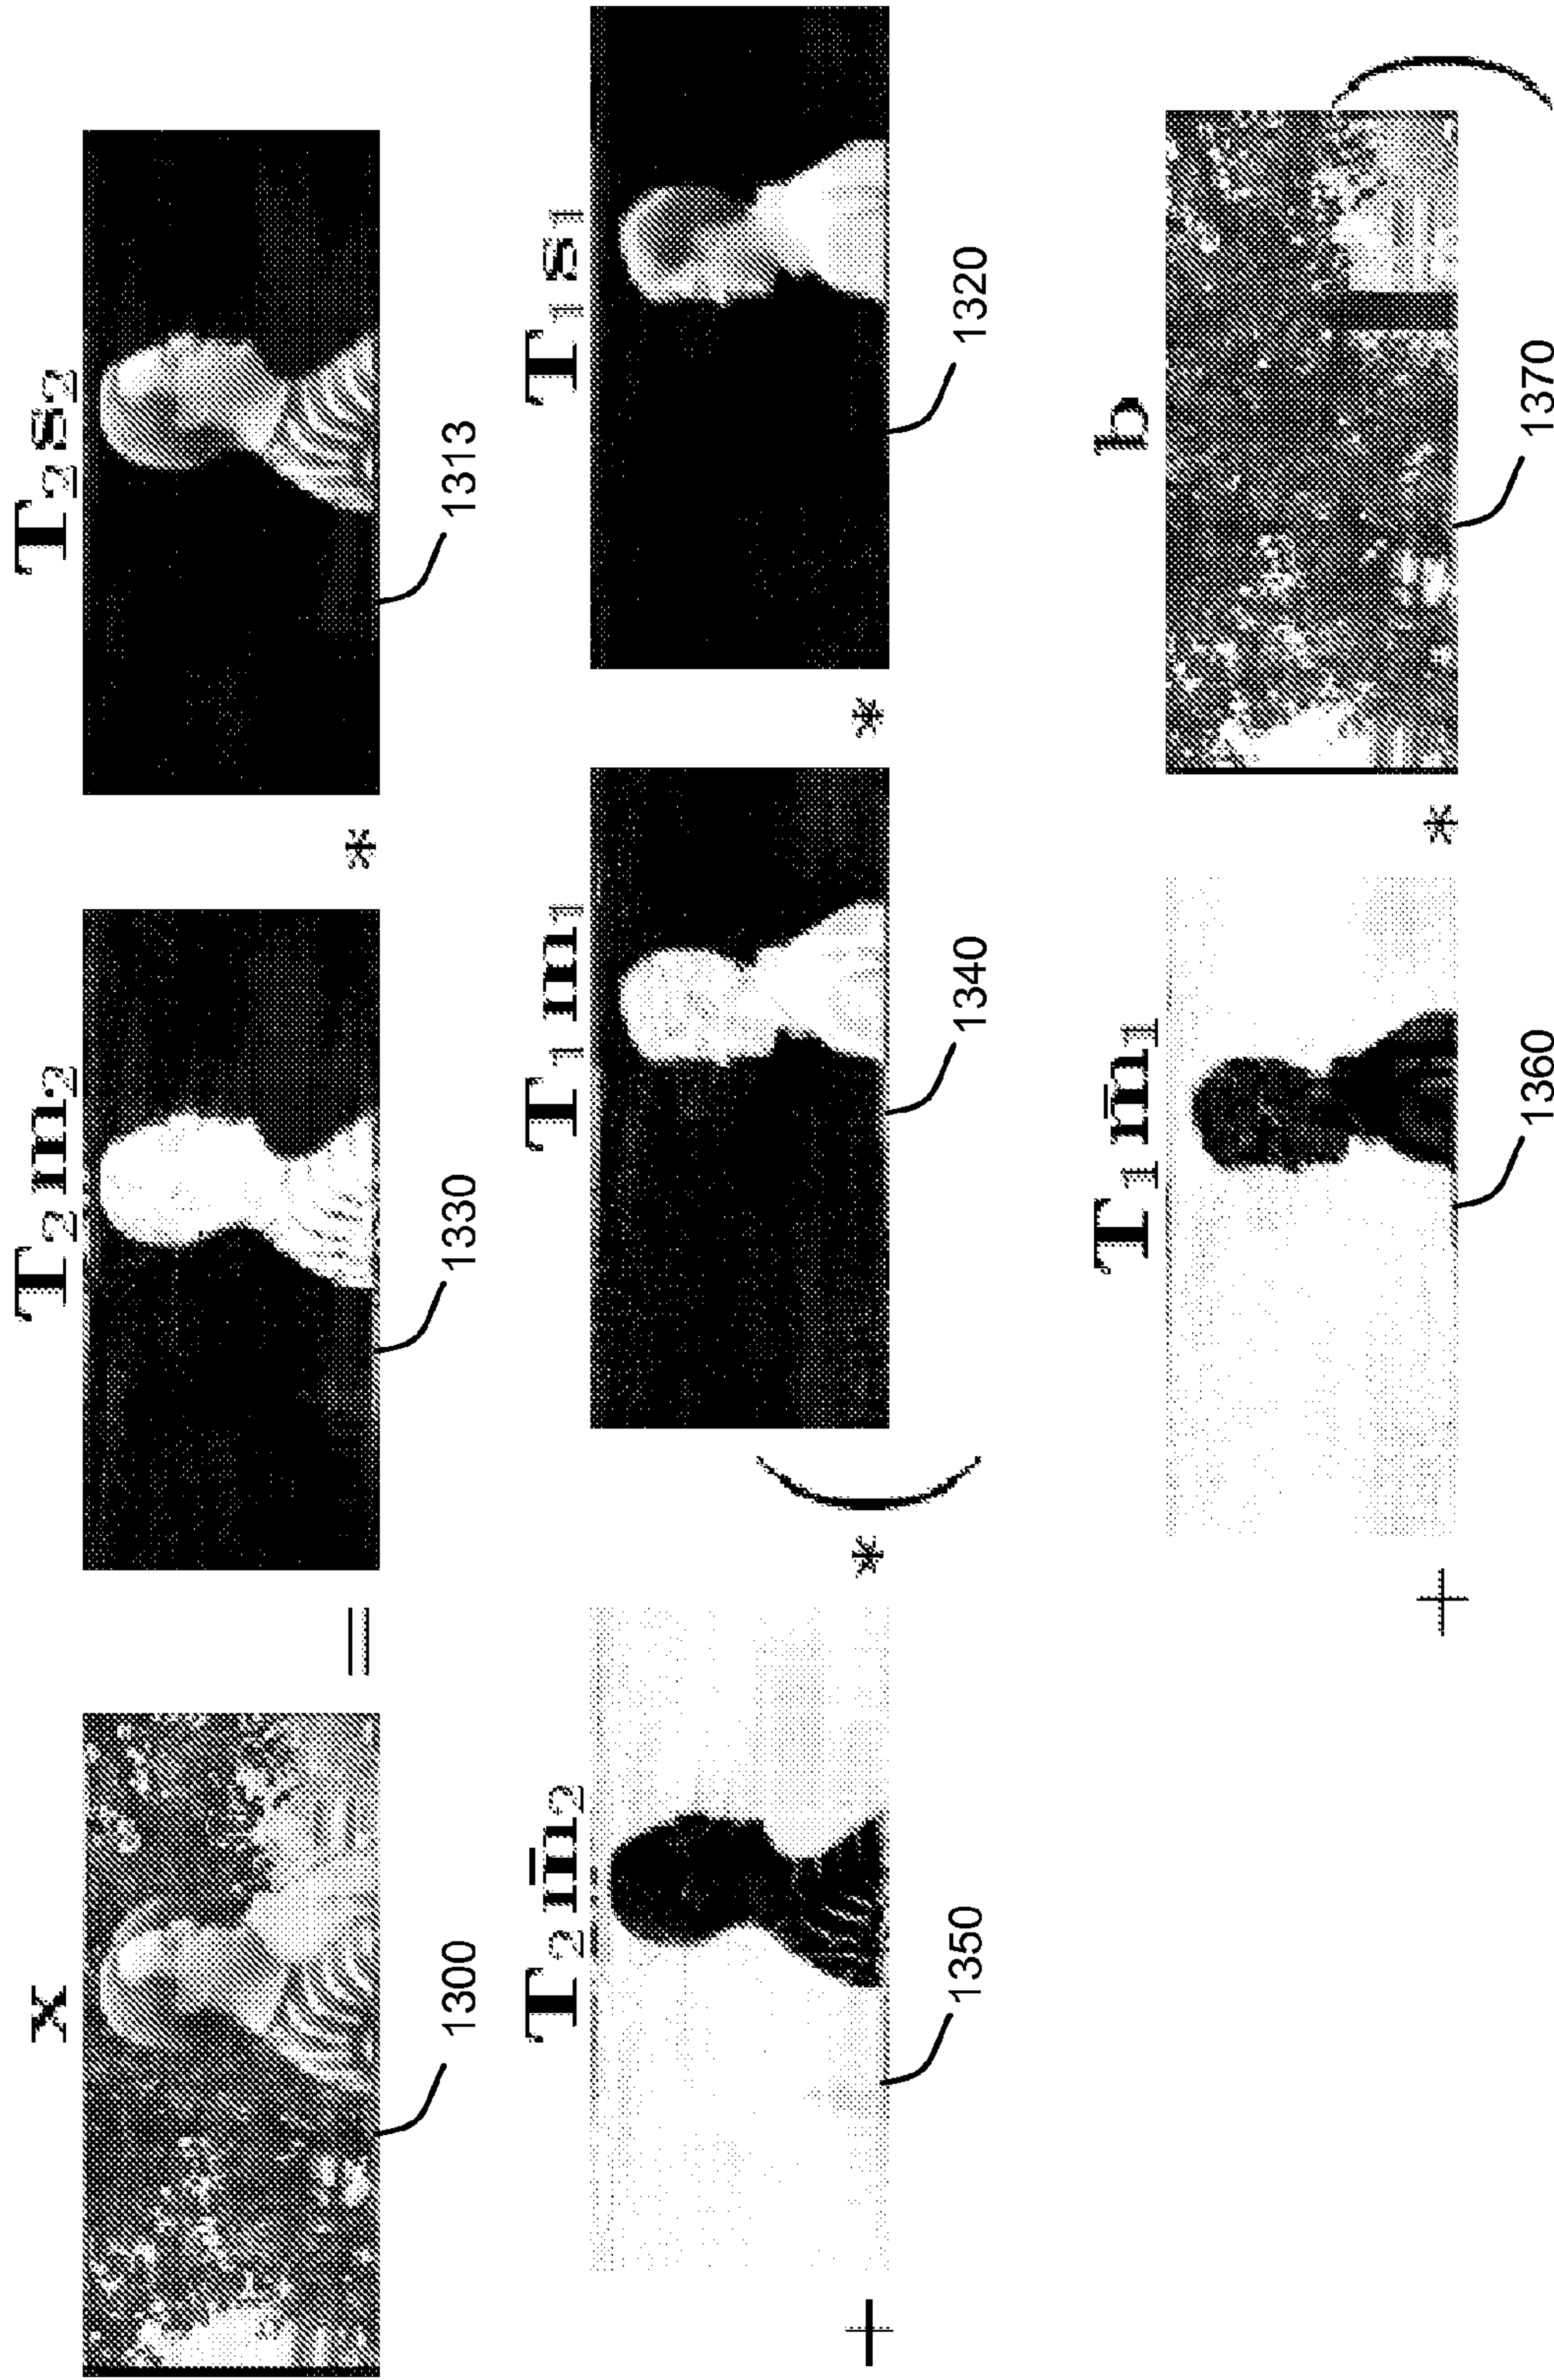 x = T₂m₂ * T₂s₂
1300 1330 1313
+ T₂m̄₂ * ( T₁m₁ * T₁s₁
1350 1340 1320
+ T₁m̄₁ * b )
1360 1370